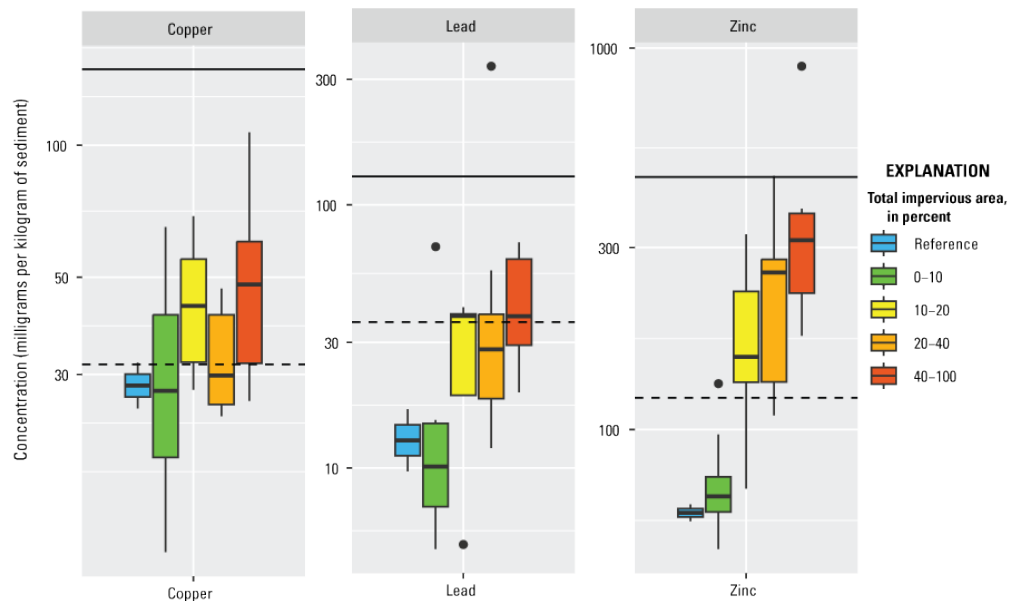 Copper
Lead
Zinc
Concentration (milligrams per kilogram of sediment)
100
50
30
300
100
30
10
1000
300
100
Copper
Lead
Zinc
EXPLANATION
Total impervious area,
in percent
Reference
0–10
10–20
20–40
40–100